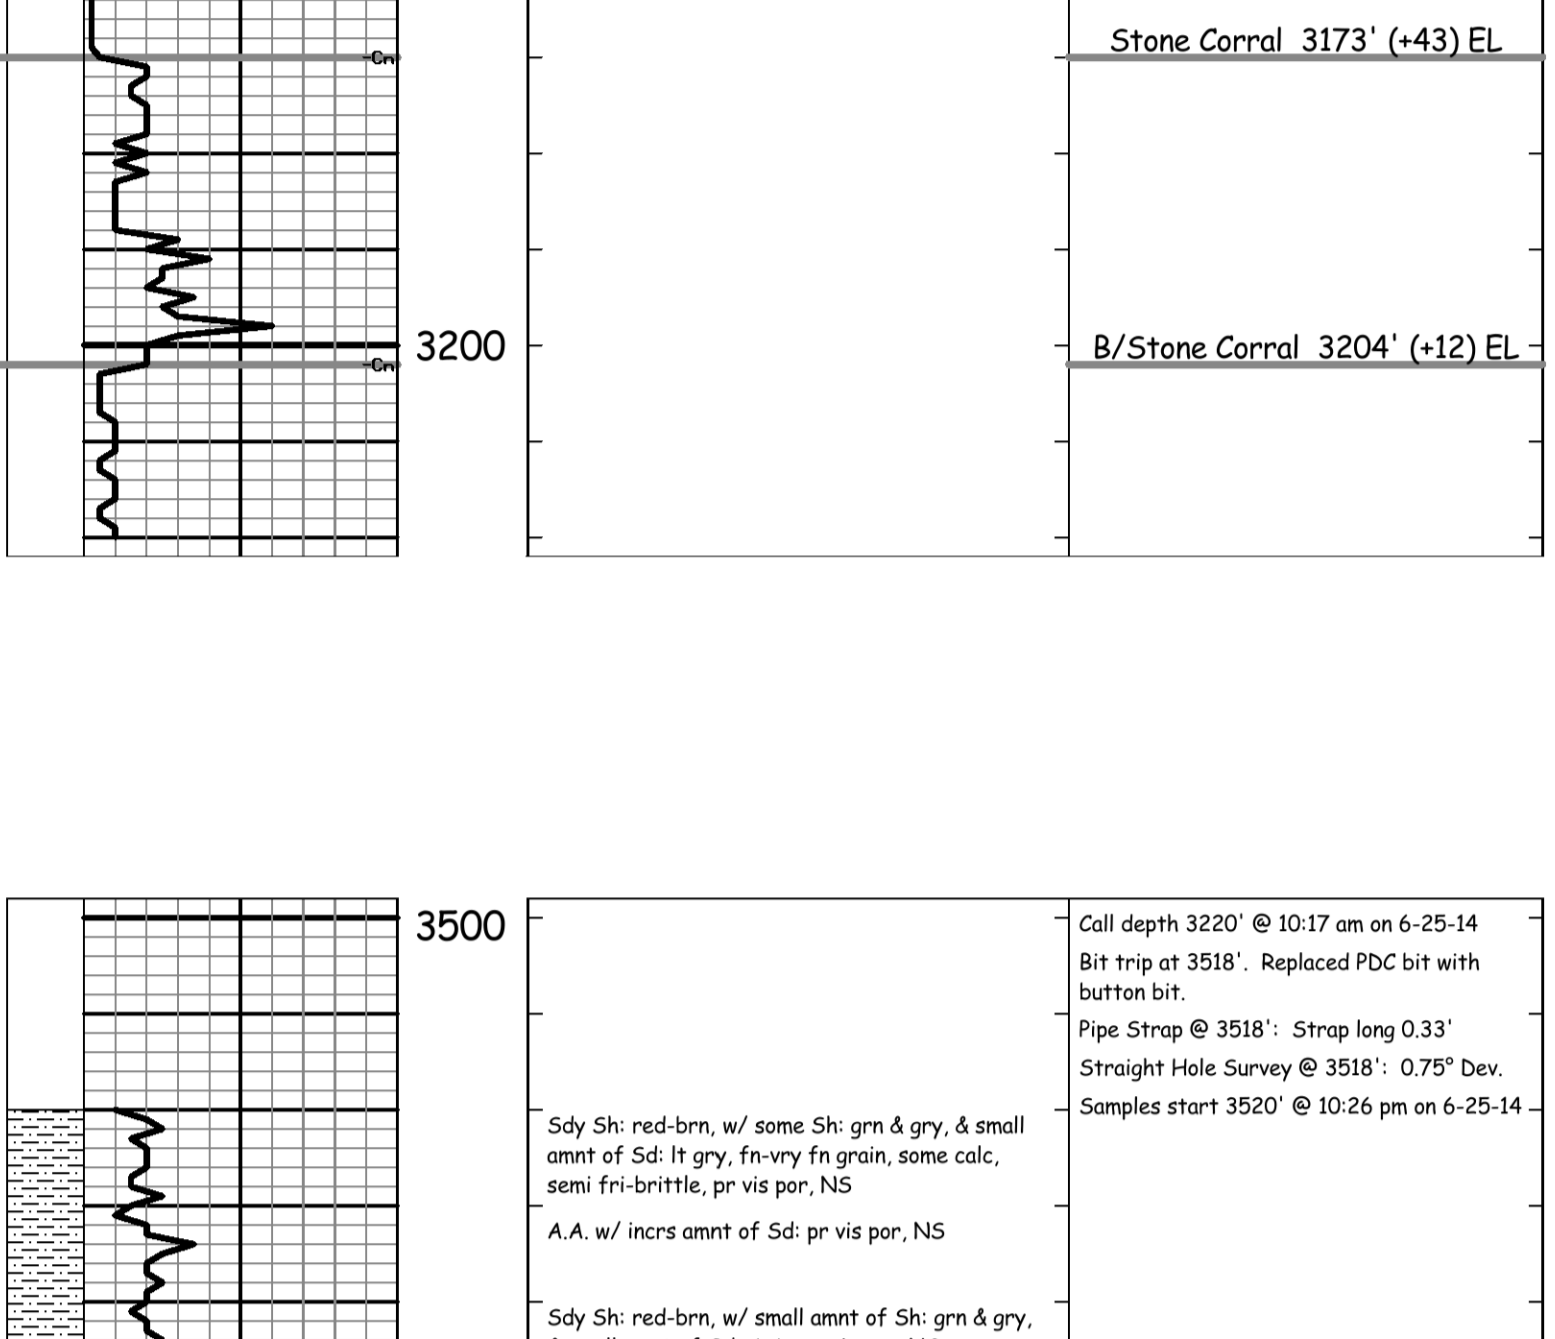 Stone Corral 3173' (+43) EL
-Cn
3200
B/Stone Corral 3204' (+12) EL
-Cn
3500
Call depth 3220' @ 10:17 am on 6-25-14
Bit trip at 3518'. Replaced PDC bit with
button bit.
Pipe Strap @ 3518': Strap long 0.33'
Straight Hole Survey @ 3518': 0.75° Dev.
Samples start 3520' @ 10:26 pm on 6-25-14
Sdy Sh: red-brn, w/ some Sh: grn & gry, & small
amnt of Sd: lt gry, fn-vry fn grain, some calc,
semi fri-brittle, pr vis por, NS
A.A. w/ incrs amnt of Sd: pr vis por, NS
Sdy Sh: red-brn, w/ small amnt of Sh: grn & gry,